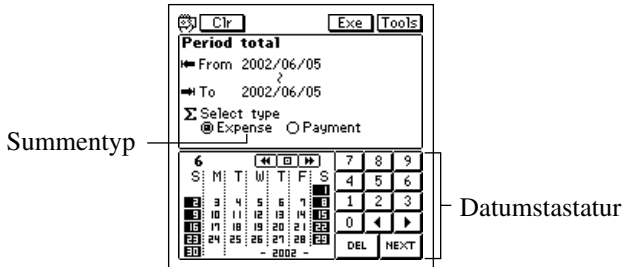 Clr Exe Tools
Period total
From 2002/06/05
~
To 2002/06/05
Σ Select type
Expense Payment
Summentyp
6
S M T W T F S
1
2 3 4 5 6 7 8
9 10 11 12 13 14 15
16 17 18 19 20 21 22
23 24 25 26 27 28 29
30 - 2002 -
7 8 9
4 5 6
1 2 3
0
DEL NEXT
Datumstastatur